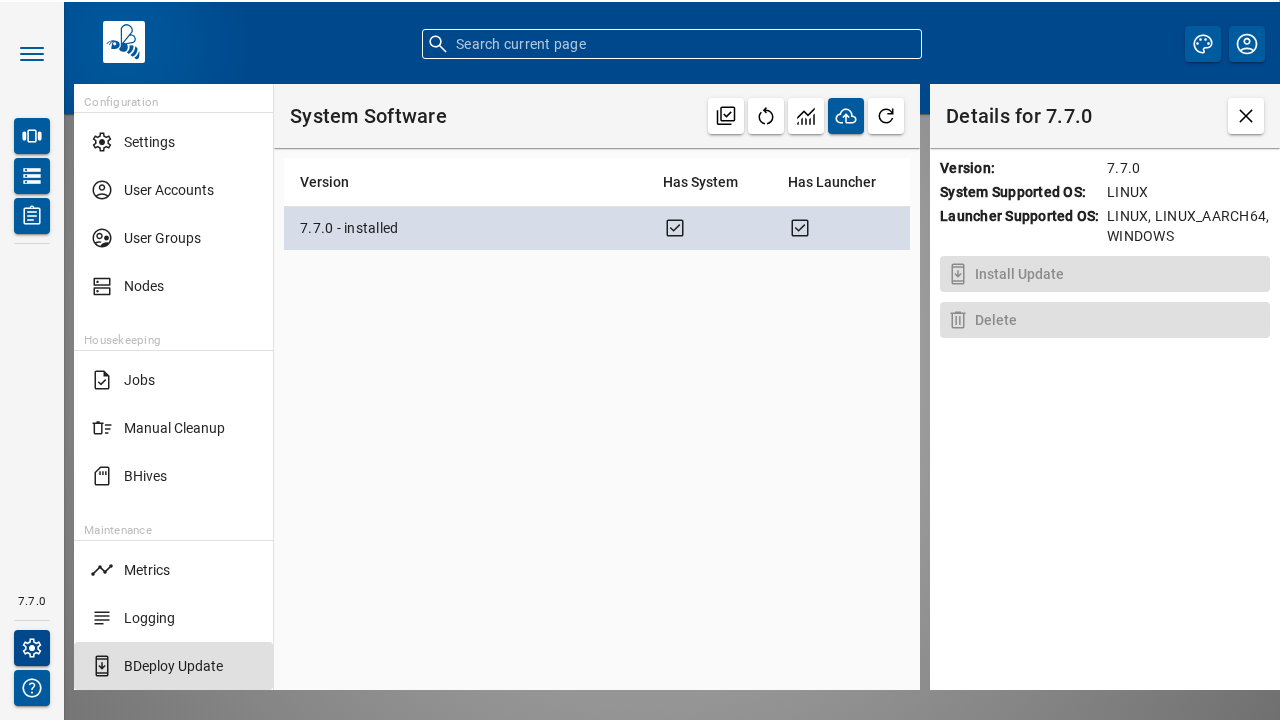 Search current page
Configuration
Settings
User Accounts
User Groups
Nodes
Housekeeping
Jobs
Manual Cleanup
BHives
Maintenance
Metrics
Logging
BDeploy Update
7.7.0
System Software
Version Has System Has Launcher
7.7.0 - installed
Details for 7.7.0
Version: 7.7.0
System Supported OS: LINUX
Launcher Supported OS: LINUX, LINUX_AARCH64,
WINDOWS
Install Update
Delete